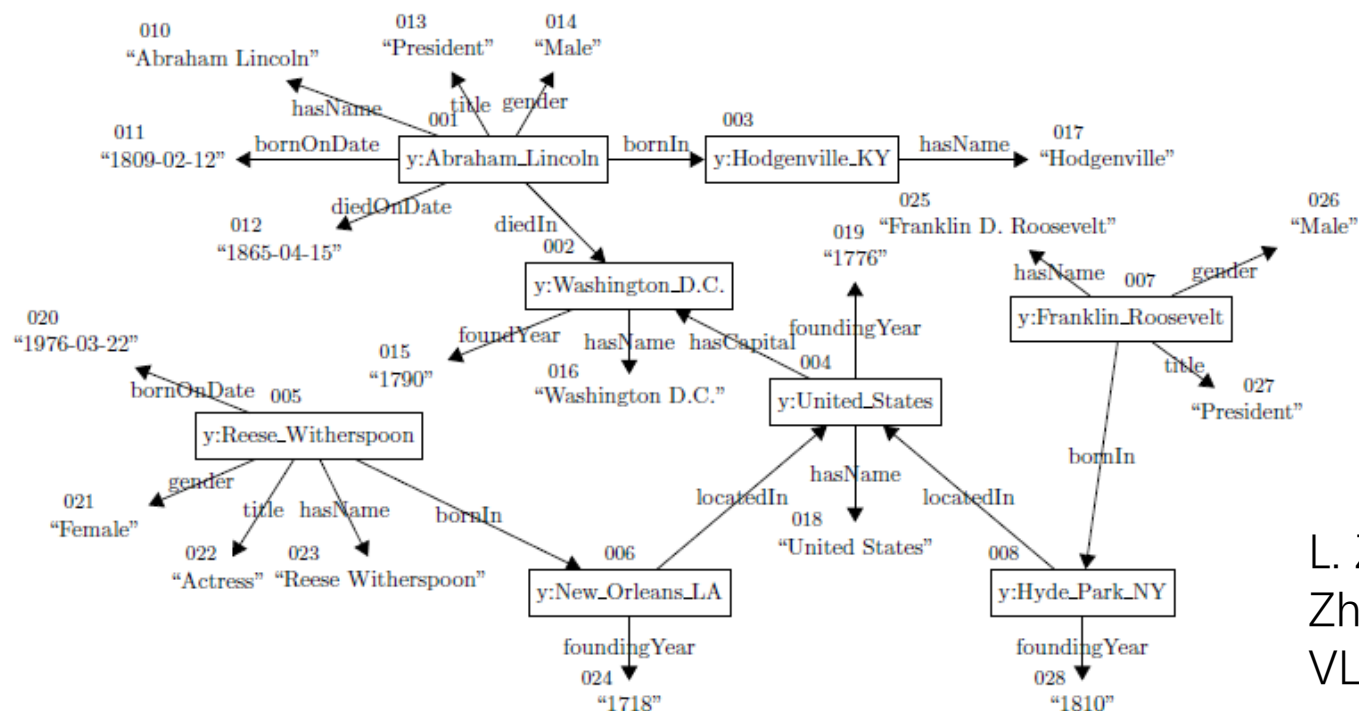 010
“Abraham Lincoln”
013
“President”
014
“Male”
hasName
title
gender
011
“1809-02-12”
bornOnDate
001
y:Abraham_Lincoln
bornIn
003
y:Hodgenville_KY
hasName
017
“Hodgenville”
diedOnDate
012
“1865-04-15”
diedIn
002
y:Washington_D.C.
019
“1776”
025
“Franklin D. Roosevelt”
026
“Male”
hasName
gender
007
y:Franklin_Roosevelt
title
027
“President”
020
“1976-03-22”
bornOnDate
foundYear
015
“1790”
hasName
016
“Washington D.C.”
hasCapital
foundingYear
004
y:United_States
005
y:Reese_Witherspoon
gender
021
“Female”
title
022
“Actress”
hasName
023
“Reese Witherspoon”
bornIn
locatedIn
hasName
018
“United States”
locatedIn
bornIn
006
y:New_Orleans_LA
008
y:Hyde_Park_NY
foundingYear
024
“1718”
foundingYear
028
“1810”
L.
Zh
VL